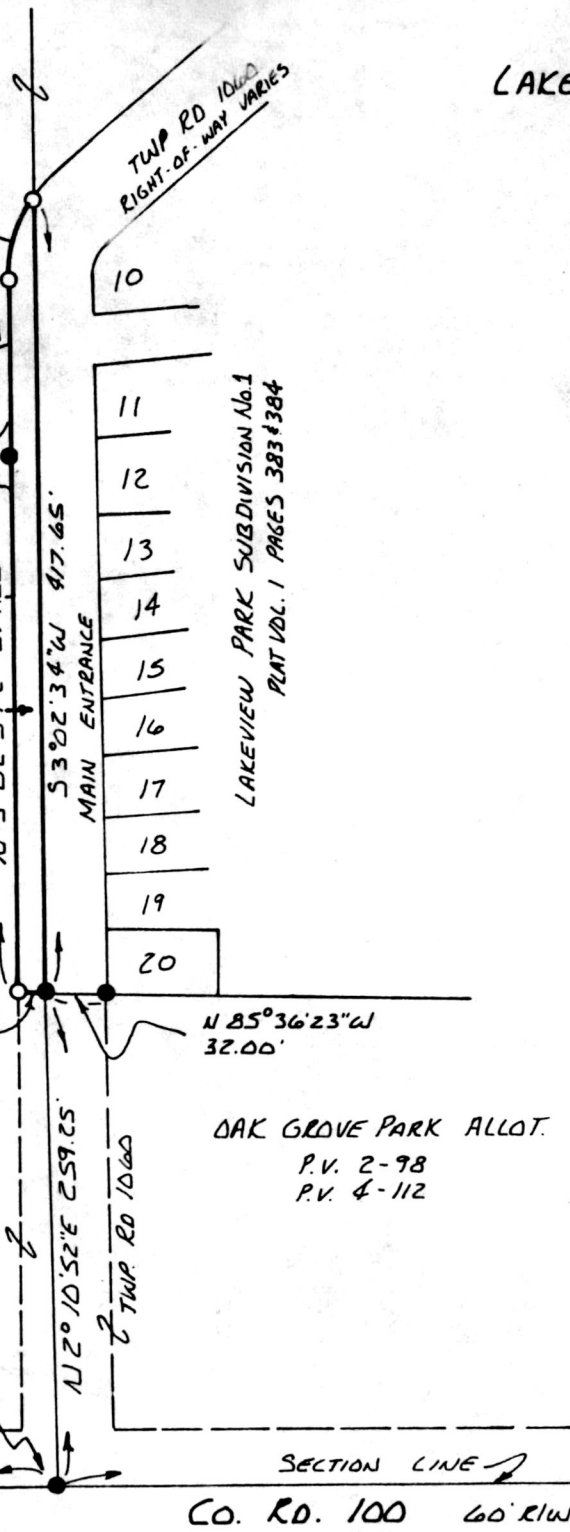 LAKE
TWP RD 1060
RIGHT-OF-WAY VARIES
10
11
12
13
14
15
16
17
18
19
20
LAKEVIEW PARK SUBDIVISION No.1
PLAT VOL. 1 PAGES 383 & 384
S 3°02'34"W 417.65'
MAIN ENTRANCE
N 85°36'23"W
32.00'
OAK GROVE PARK ALLOT.
P.V. 2-98
P.V. 4-112
N 2°10'52"E 259.25'
TWP. RD 1060
SECTION LINE
CO. RD. 100 60' R/W